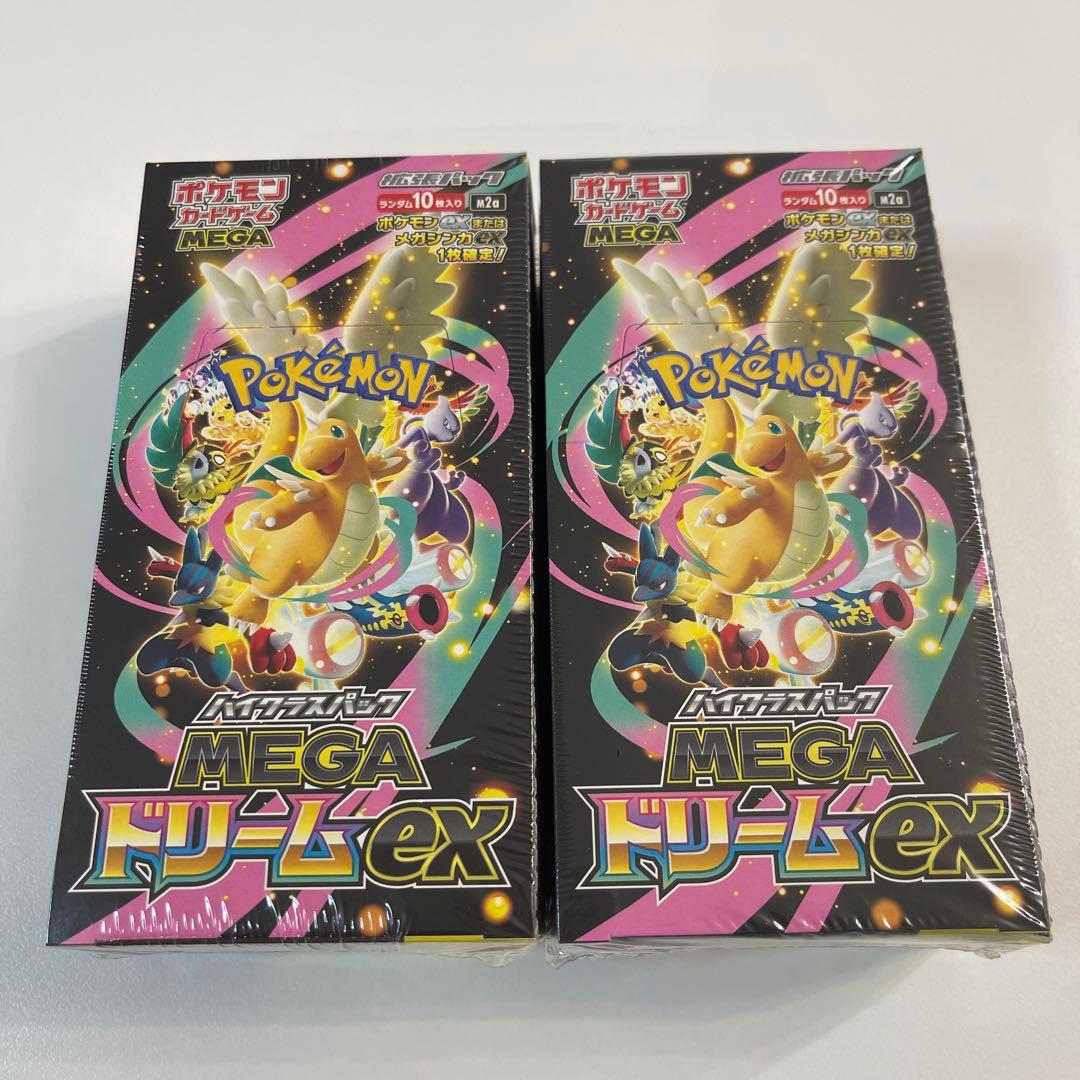 ポケモン
カードゲーム
MEGA
拡張パック
ランダム10枚入り M2a
ポケモンexまたは
メガシンカex
1枚確定!
POKéMON
TM
ハイクラスパック
MEGA
ドリームex
ポケモン
カードゲーム
MEGA
拡張パック
ランダム10枚入り M2a
ポケモンexまたは
メガシンカex
1枚確定!
POKéMON
TM
ハイクラスパック
MEGA
ドリームex